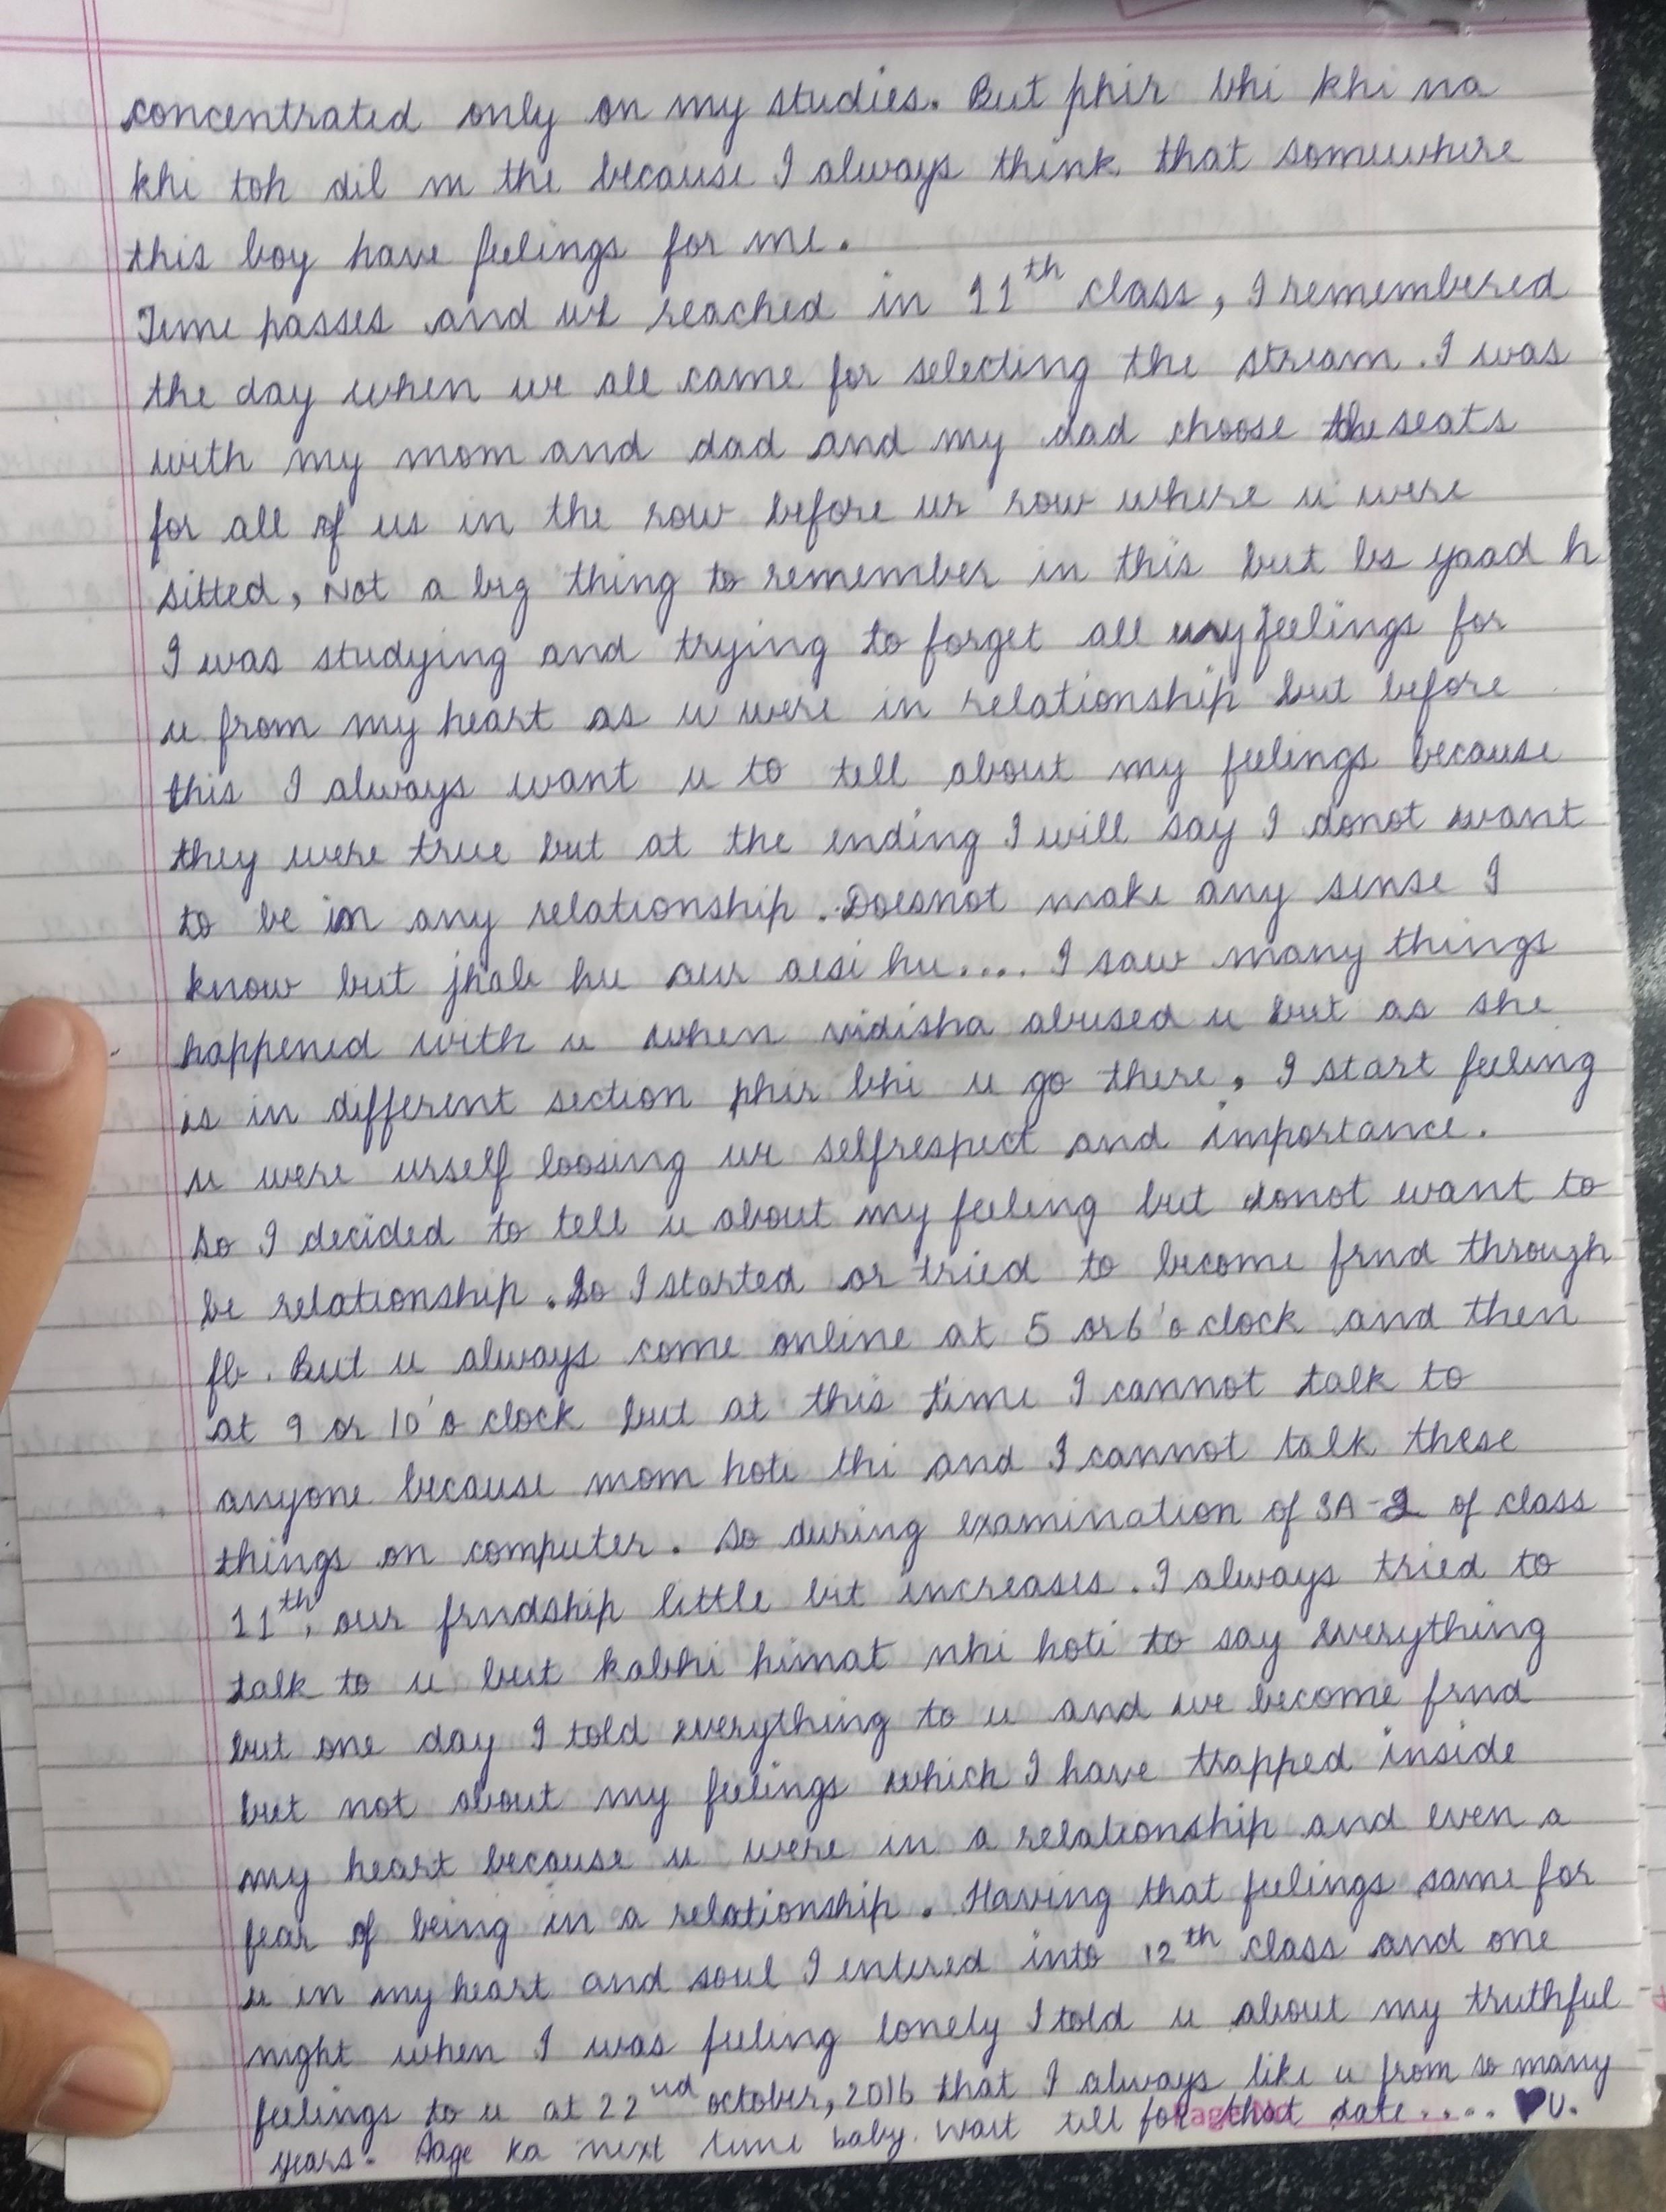 concentrated only on my studies. But phir bhi khi na
khi toh dil m the because I always think that somewhere
this boy have feelings for me.
Time passes and we reached in 11th class, I remembered
the day when we all came for selecting the stream. I was
with my mom and dad and my dad choose the seats
for all of us in the row before ur row where u were
sitted, Not a big thing to remember in this but bs yaad h
I was studying and trying to forget all my feelings for
u from my heart as u were in relationship but before
this I always want u to tell about my feelings because
they were true but at the ending I will say I donot want
to be in any relationship. Doesnot make any sense I
know but jhali hu aur aisi hu.... I saw many things
happened with u when vidisha abused u but as she
is in different section phir bhi u go there, I start feeling
u were urself loosing ur selfrespect and importance.
So I decided to tell u about my feeling but donot want to
be relationship. So I started or tried to become frnd through
fb. But u always come online at 5 or 6'o clock and then
at 9 or 10'o clock but at this time I cannot talk to
anyone because mom hoti thi and I cannot talk these
things on computer. So during examination of SA-2 of class
11th, our frndship little bit increases. I always tried to
talk to u but kabhi himat nhi hoti to say everything
but one day I told everything to u and we become frnd
but not about my feelings which I have trapped inside
my heart because u were in a relationship and even a
fear of being in a relationship. Having that feelings same for
u in my heart and soul I entered into 12th class and one
night when I was feeling lonely I told u about my truthful
feelings to u at 22nd october, 2016 that I always like u from so many
years. Aage ka next time baby. Wait till for that date.... ♥U.
Page No.